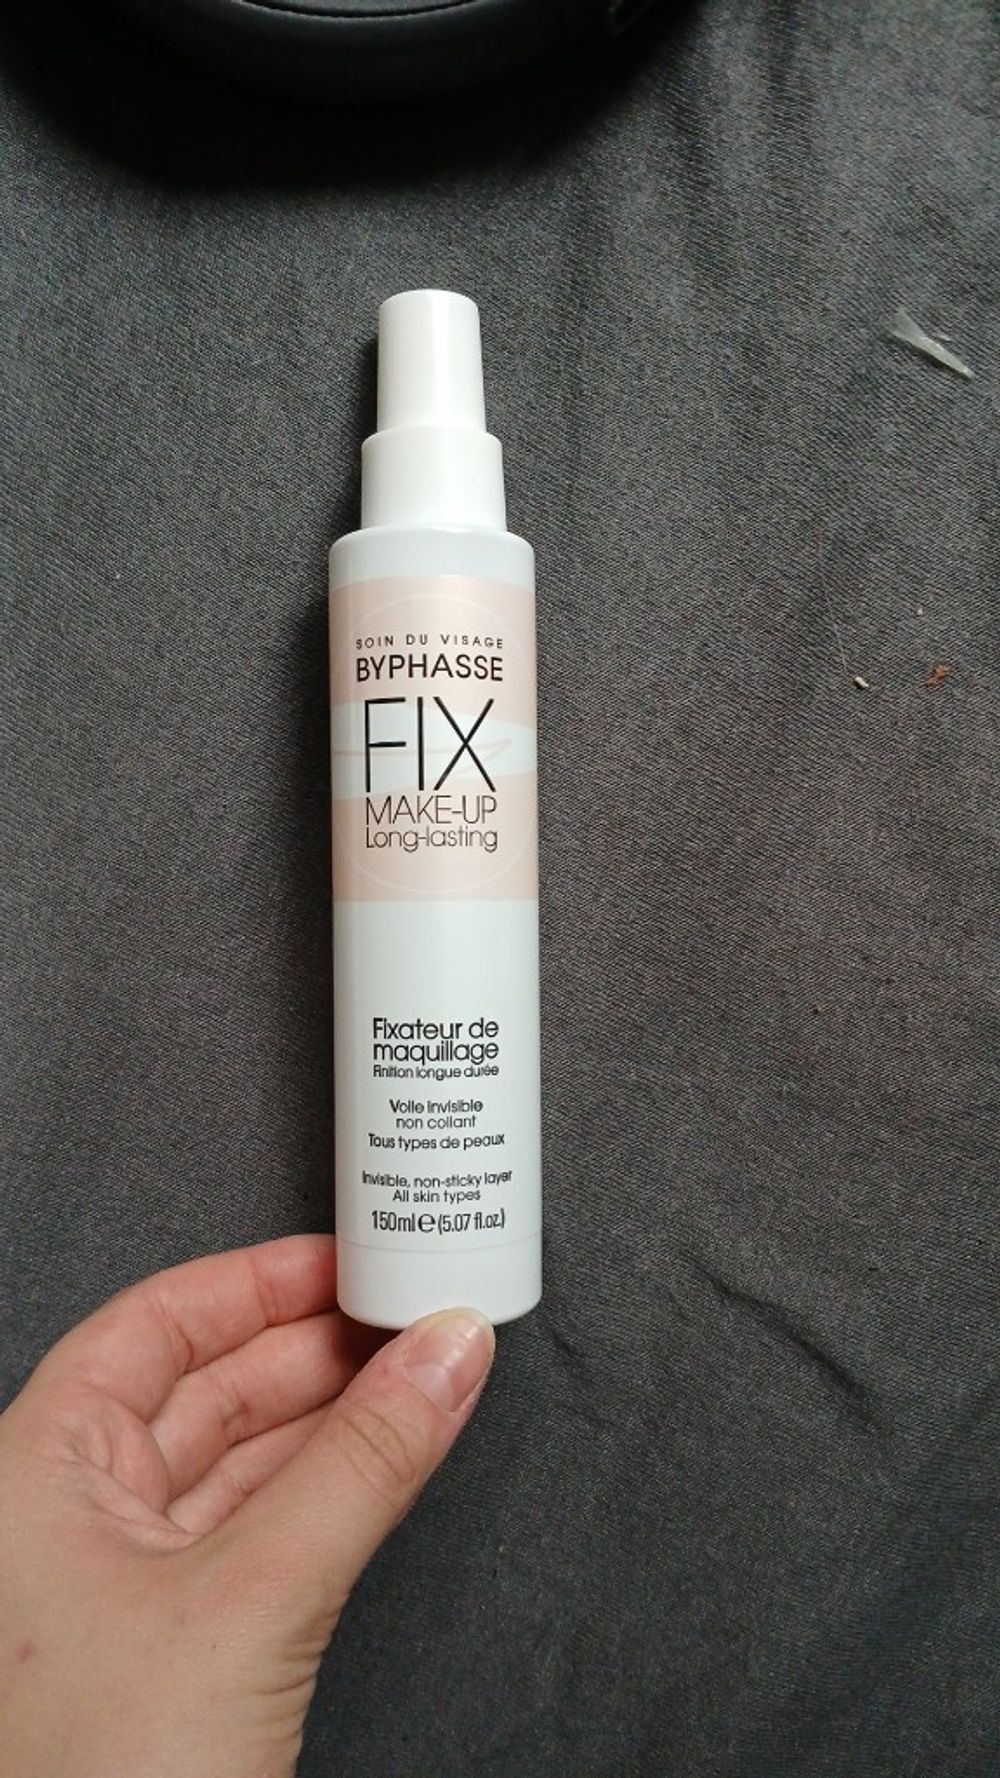 SOIN DU VISAGE
BYPHASSE
FIX
MAKE-UP
Long-lasting
Fixateur de
maquillage
Finition longue durée
Voile invisible
non collant
Tous types de peaux
Invisible, non-sticky layer
All skin types
150ml e (5.07 fl.oz.)